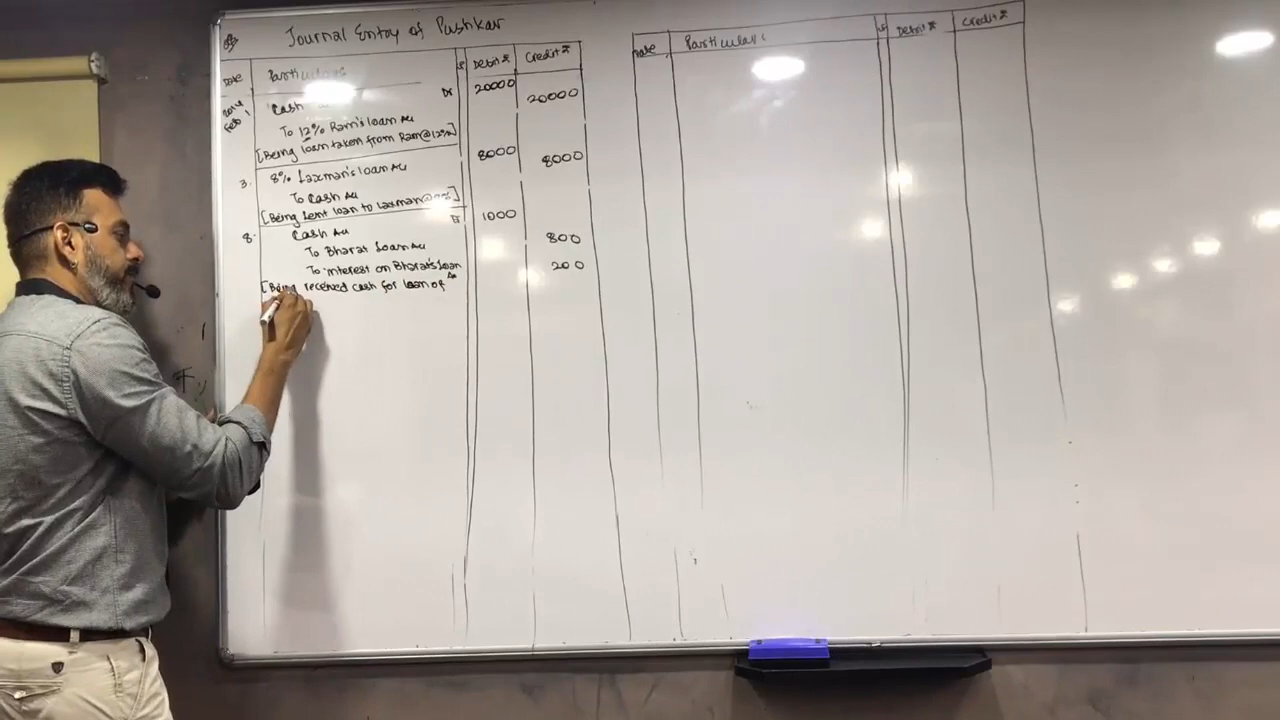 Journal Entry of Pushkar
Date Particulars Debit ₹ Credit ₹
2014 Feb 1 Cash Dr 20000 20000
To 12% Ram's loan A/c
[Being loan taken from Ram@12%]
3. 8% Laxman's loan A/c 8000 8000
To Cash A/c
[Being lent loan to Laxman@8%]
8. Cash A/c Dr 1000
To Bharat Loan A/c 800
To interest on Bharat's Loan A/c 200
[Being received cash for loan of
Date Particulars Debit ₹ Credit ₹